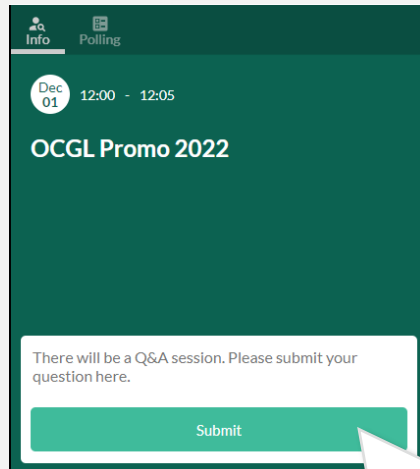 Info Polling
Dec
01
12:00 - 12:05
OCGL Promo 2022
There will be a Q&A session. Please submit your
question here.
Submit